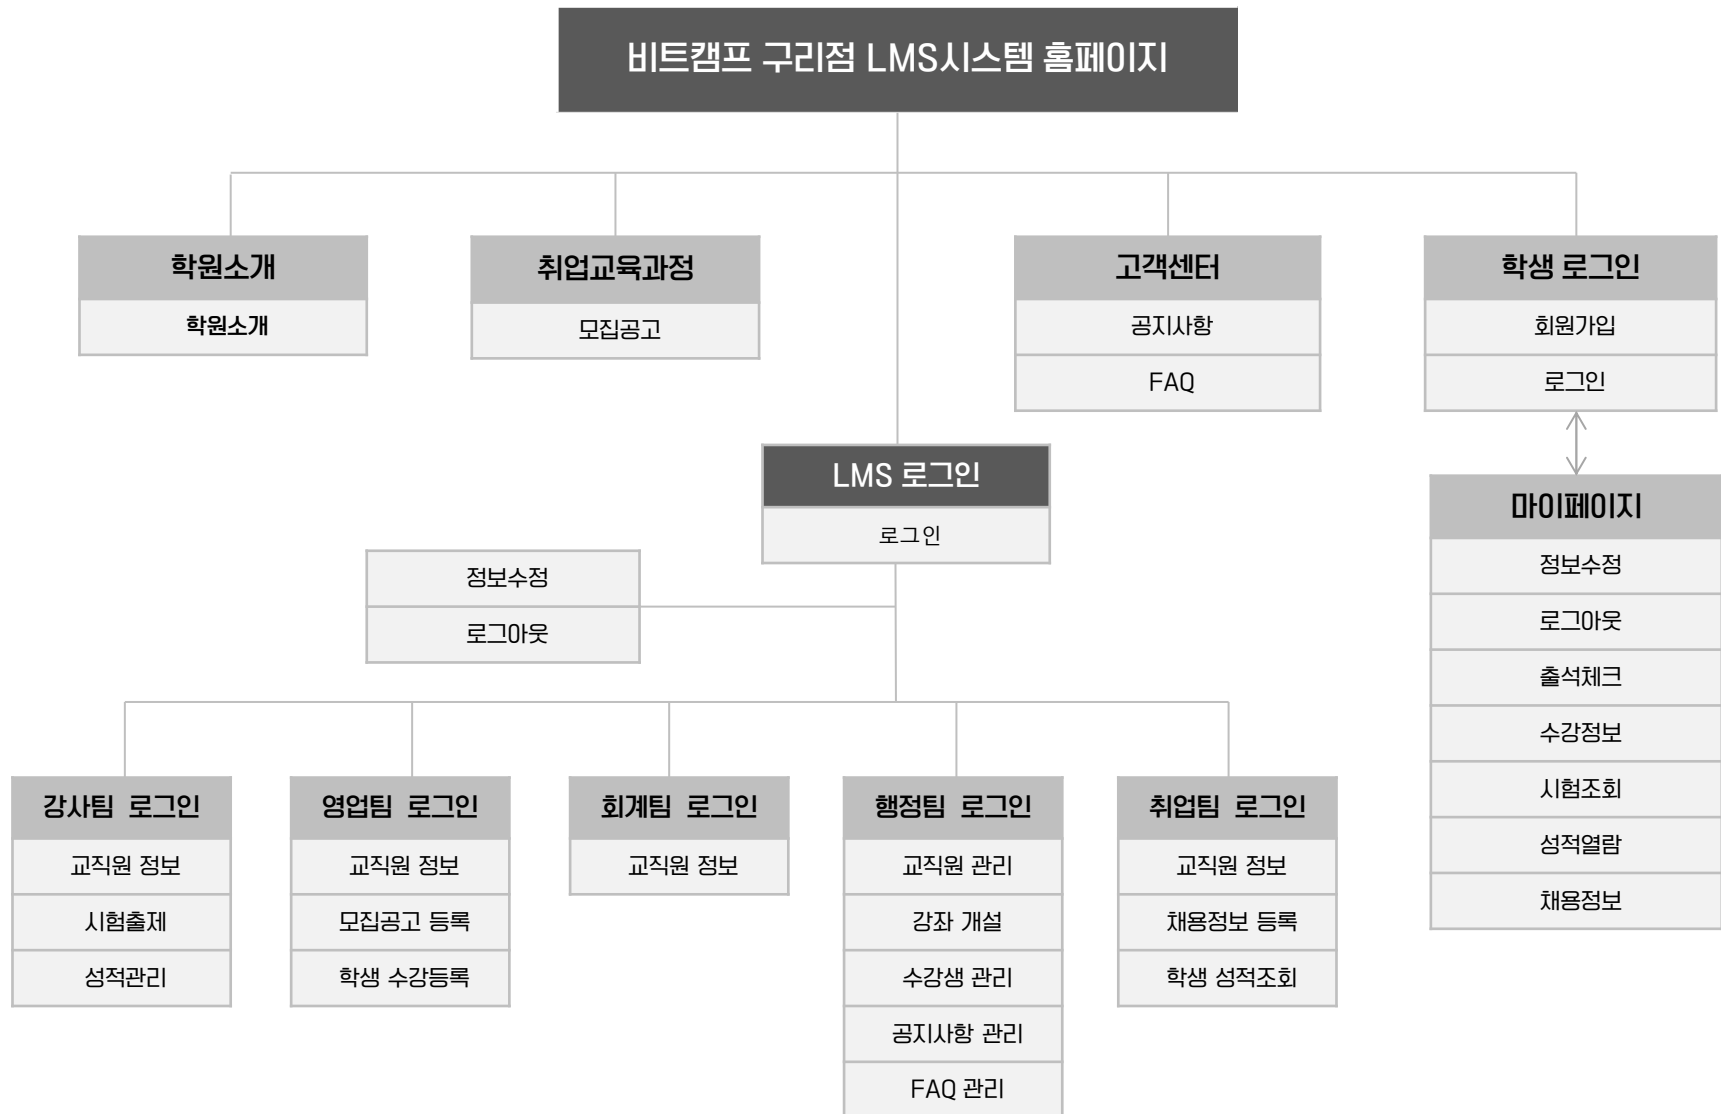 비트캠프 구리점 LMS시스템 홈페이지
학원소개
학원소개
취업교육과정
모집공고
고객센터
공지사항
FAQ
학생 로그인
회원가입
로그인
LMS 로그인
로그인
정보수정
로그아웃
마이페이지
정보수정
로그아웃
출석체크
수강정보
시험조회
성적열람
채용정보
강사팀 로그인
교직원 정보
시험출제
성적관리
영업팀 로그인
교직원 정보
모집공고 등록
학생 수강등록
회계팀 로그인
교직원 정보
행정팀 로그인
교직원 관리
강좌 개설
수강생 관리
공지사항 관리
FAQ 관리
취업팀 로그인
교직원 정보
채용정보 등록
학생 성적조회